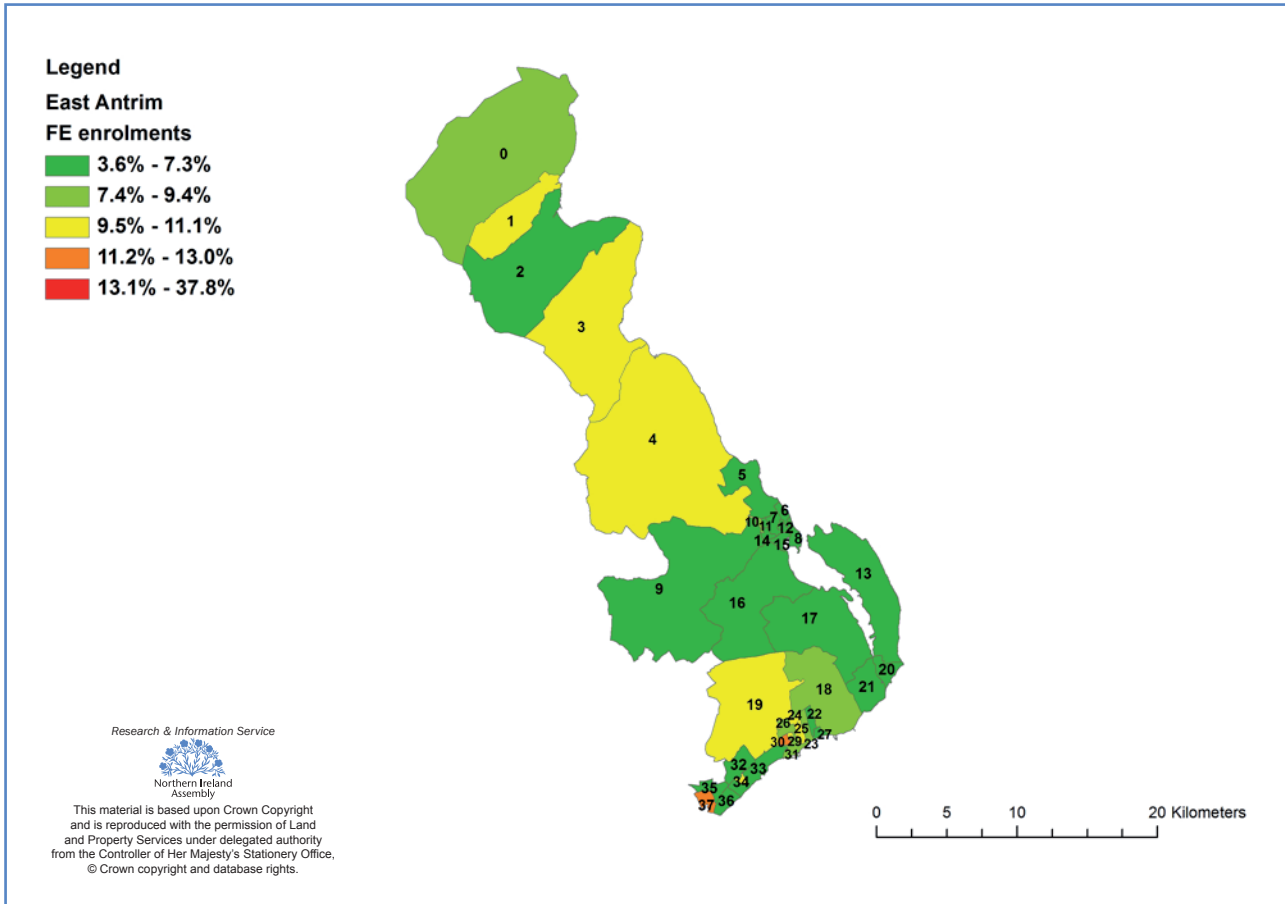 Legend
East Antrim
FE enrolments
3.6% - 7.3%
7.4% - 9.4%
9.5% - 11.1%
11.2% - 13.0%
13.1% - 37.8%
0
1
2
3
4
5
6
7
10
11
12
8
14
15
13
9
16
17
20
21
18
19
24
22
26
25
27
30
29
23
31
32
33
34
35
36
37
Research & Information Service
Northern Ireland
Assembly
This material is based upon Crown Copyright
and is reproduced with the permission of Land
and Property Services under delegated authority
from the Controller of Her Majesty's Stationery Office,
© Crown copyright and database rights.
0 5 10 20 Kilometers